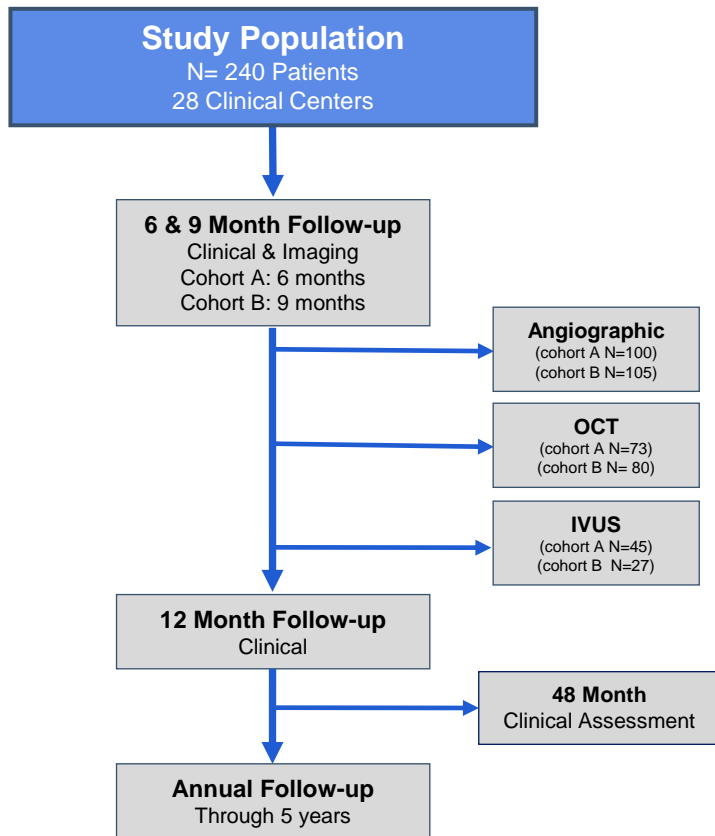 Study Population
N= 240 Patients
28 Clinical Centers
6 & 9 Month Follow-up
Clinical & Imaging
Cohort A: 6 months
Cohort B: 9 months
Angiographic
(cohort A N=100)
(cohort B N=105)
OCT
(cohort A N=73)
(cohort B N= 80)
IVUS
(cohort A N=45)
(cohort B N=27)
12 Month Follow-up
Clinical
48 Month
Clinical Assessment
Annual Follow-up
Through 5 years